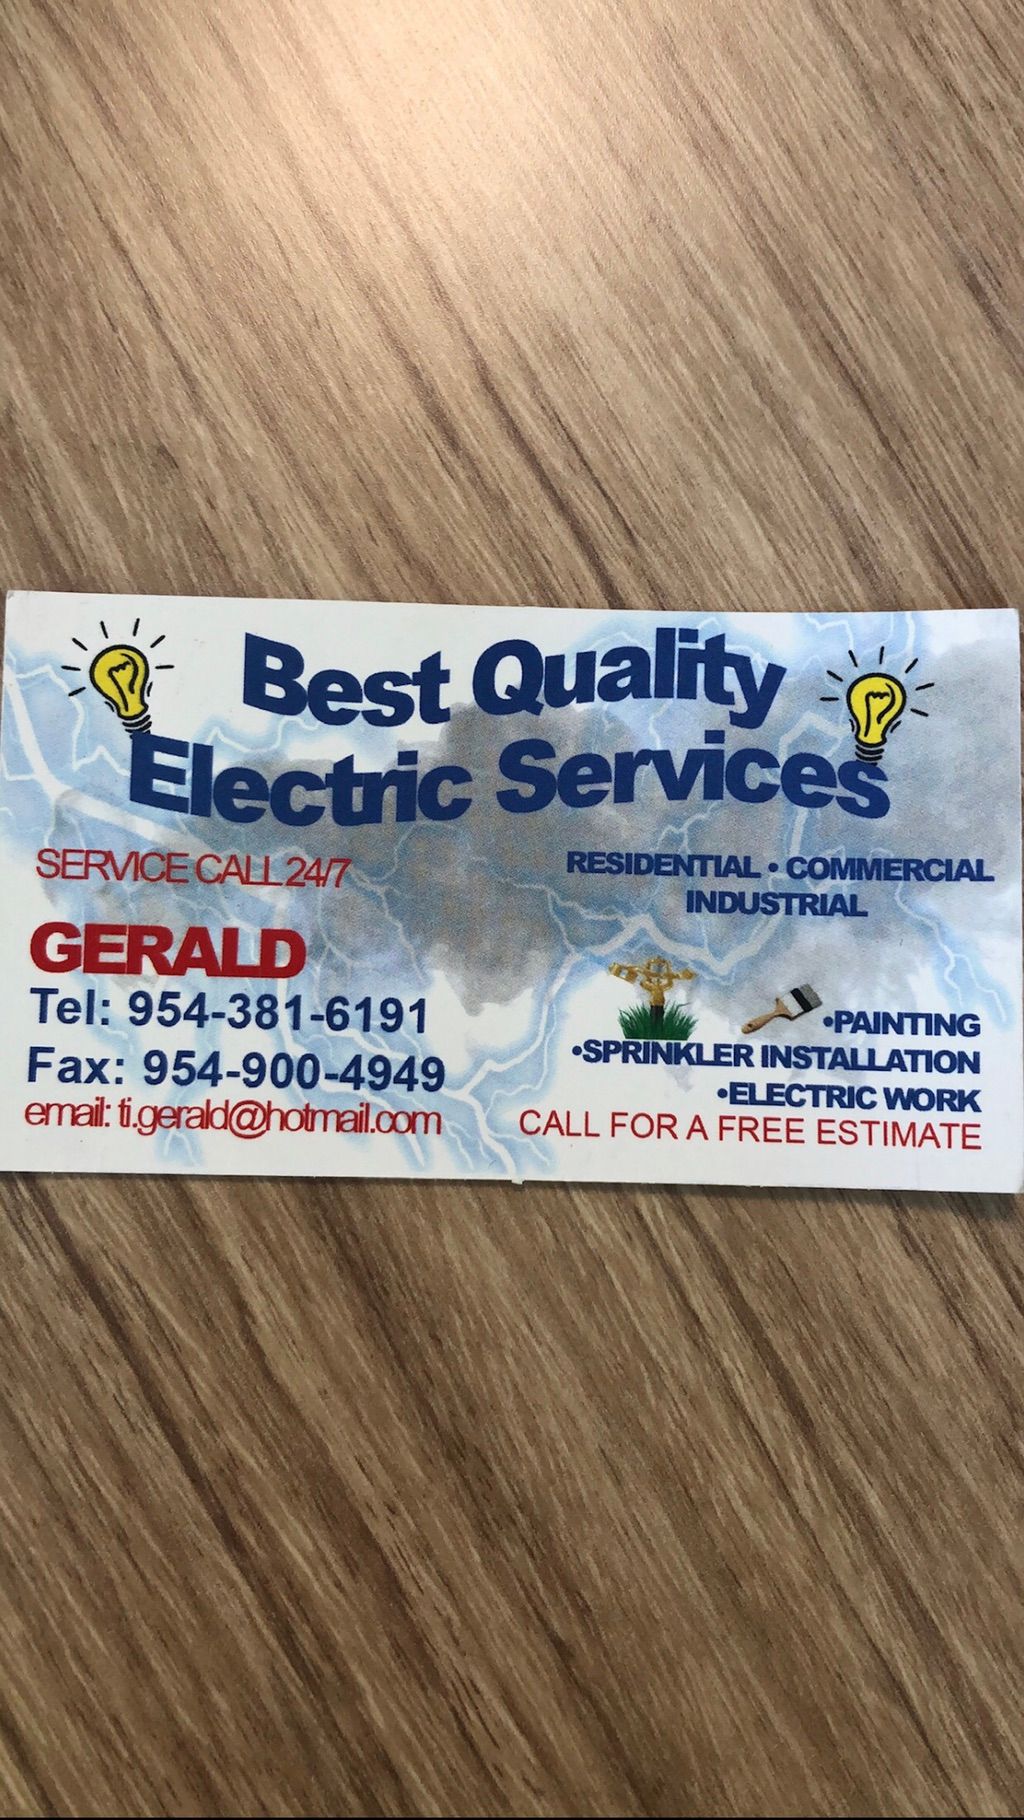 Best Quality
Electric Services
SERVICE CALL 24/7
GERALD
Tel: 954-381-6191
Fax: 954-900-4949
email: ti.gerald@hotmail.com
RESIDENTIAL • COMMERCIAL
INDUSTRIAL
•PAINTING
•SPRINKLER INSTALLATION
•ELECTRIC WORK
CALL FOR A FREE ESTIMATE